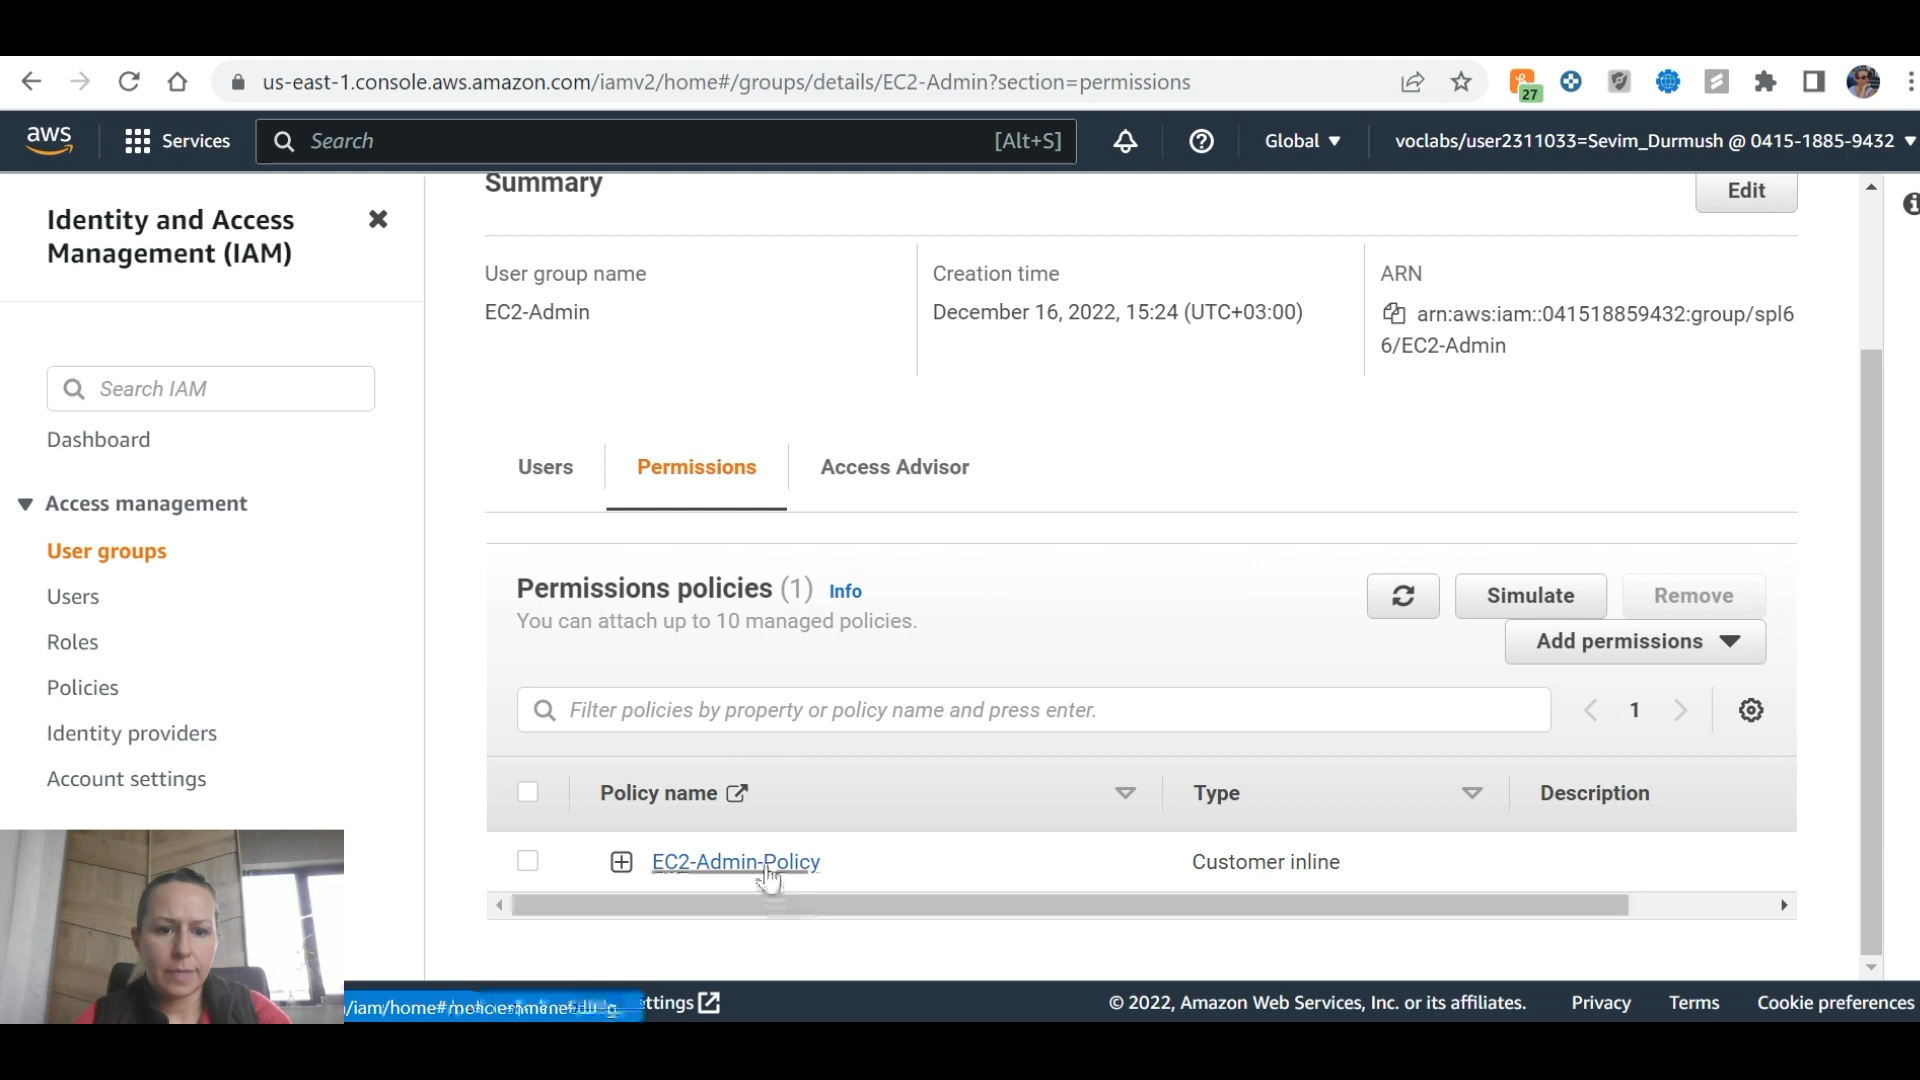 us-east-1.console.aws.amazon.com/iamv2/home#/groups/details/EC2-Admin?section=permissions
27
aws
Services
Search
[Alt+S]
Global
voclabs/user2311033=Sevim_Durmush @ 0415-1885-9432
Identity and Access
Management (IAM)
Search IAM
Dashboard
Access management
User groups
Users
Roles
Policies
Identity providers
Account settings
Summary
Edit
User group name
EC2-Admin
Creation time
December 16, 2022, 15:24 (UTC+03:00)
ARN
arn:aws:iam::041518859432:group/spl6
6/EC2-Admin
Users
Permissions
Access Advisor
Permissions policies (1)
Info
You can attach up to 10 managed policies.
Simulate
Remove
Add permissions
Filter policies by property or policy name and press enter.
1
Policy name
Type
Description
EC2-Admin-Policy
Customer inline
/iam/home#
ttings
© 2022, Amazon Web Services, Inc. or its affiliates.
Privacy
Terms
Cookie preferences